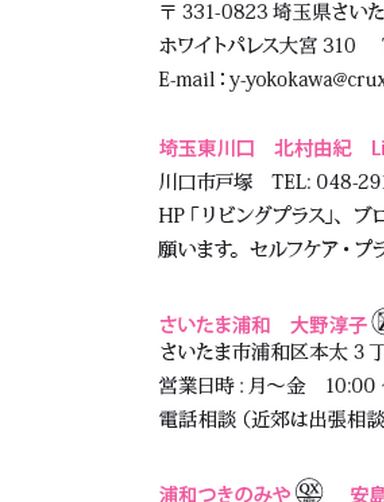 〒 331-0823 埼玉県さいた
ホワイトパレス大宮 310
E-mail：y-yokokawa@crux
埼玉東川口　北村由紀　Li
川口市戸塚　TEL: 048-291
HP「リビングプラス」、ブロ
願います。セルフケア・プラ
さいたま浦和　大野淳子
さいたま市浦和区本太 3 丁
営業日時 : 月〜金　10:00
電話相談（近郊は出張相談
浦和つきのみや QX　安島